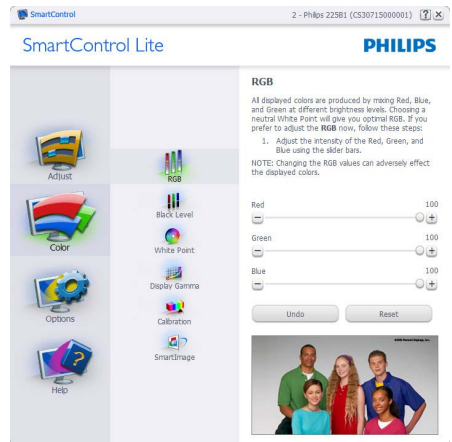 SmartControl
2 - Philips 225B1 (CS30715000001)
SmartControl Lite
PHILIPS
Adjust
Color
Options
Help
RGB
Black Level
White Point
Display Gamma
Calibration
SmartImage
RGB
All displayed colors are produced by mixing Red, Blue,
and Green at different brightness levels. Choosing a
neutral White Point will give you optimal RGB. If you
prefer to adjust the RGB now, follow these steps:
1. Adjust the intensity of the Red, Green, and
Blue using the slider bars.
NOTE: Changing the RGB values can adversely effect
the displayed colors.
Red 100
Green 100
Blue 100
Undo Reset